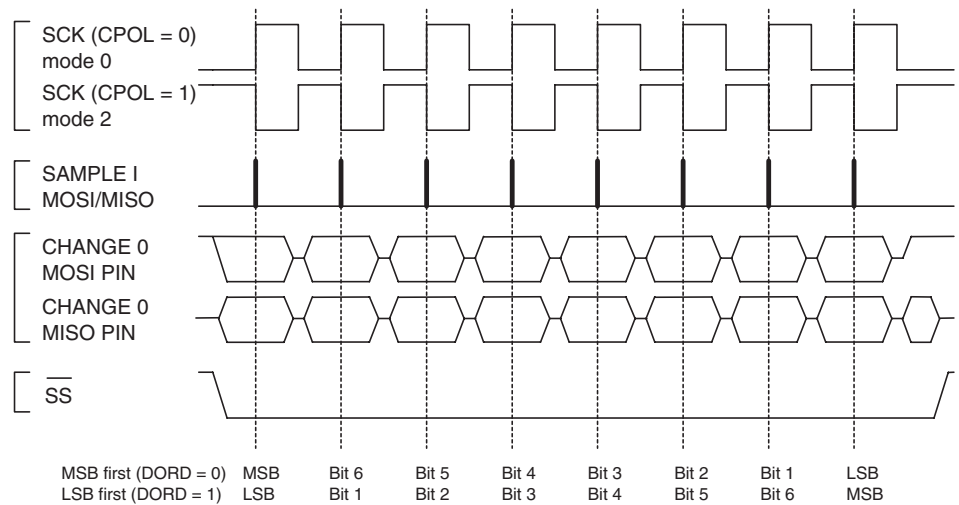 SCK (CPOL = 0)
mode 0
SCK (CPOL = 1)
mode 2
SAMPLE I
MOSI/MISO
CHANGE 0
MOSI PIN
CHANGE 0
MISO PIN
SS
MSB first (DORD = 0) MSB Bit 6 Bit 5 Bit 4 Bit 3 Bit 2 Bit 1 LSB
LSB first (DORD = 1) LSB Bit 1 Bit 2 Bit 3 Bit 4 Bit 5 Bit 6 MSB